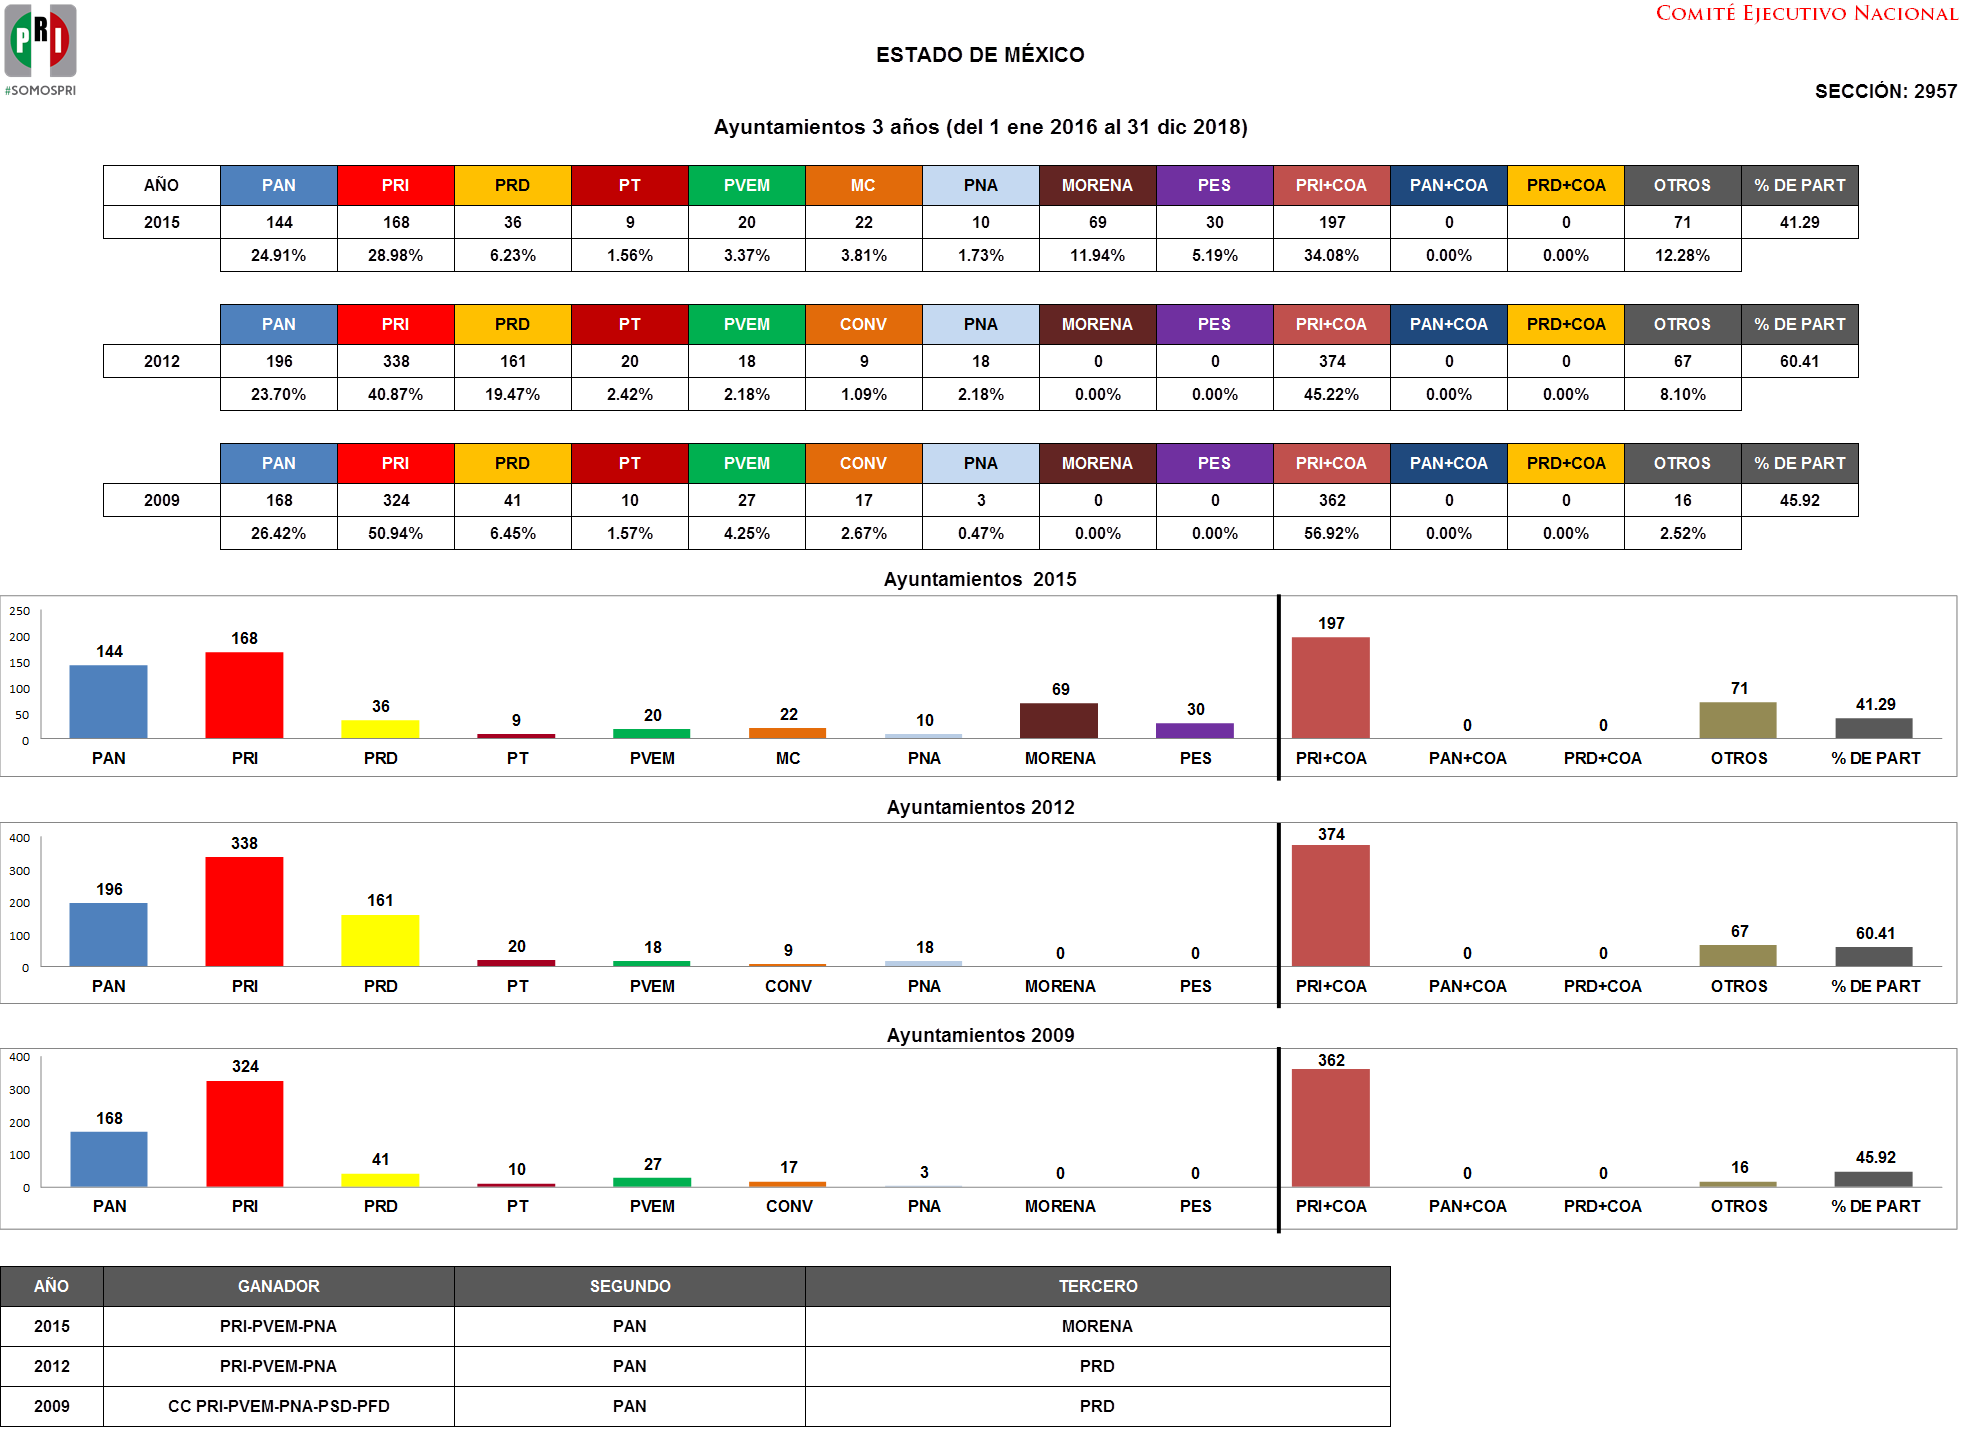 PRI
#SOMOSPRI
COMITÉ EJECUTIVO NACIONAL
ESTADO DE MÉXICO
SECCIÓN: 2957
Ayuntamientos 3 años (del 1 ene 2016 al 31 dic 2018)
AÑO PAN PRI PRD PT PVEM MC PNA MORENA PES PRI+COA PAN+COA PRD+COA OTROS % DE PART
2015 144 168 36 9 20 22 10 69 30 197 0 0 71 41.29
24.91% 28.98% 6.23% 1.56% 3.37% 3.81% 1.73% 11.94% 5.19% 34.08% 0.00% 0.00% 12.28%
PAN PRI PRD PT PVEM CONV PNA MORENA PES PRI+COA PAN+COA PRD+COA OTROS % DE PART
2012 196 338 161 20 18 9 18 0 0 374 0 0 67 60.41
23.70% 40.87% 19.47% 2.42% 2.18% 1.09% 2.18% 0.00% 0.00% 45.22% 0.00% 0.00% 8.10%
PAN PRI PRD PT PVEM CONV PNA MORENA PES PRI+COA PAN+COA PRD+COA OTROS % DE PART
2009 168 324 41 10 27 17 3 0 0 362 0 0 16 45.92
26.42% 50.94% 6.45% 1.57% 4.25% 2.67% 0.47% 0.00% 0.00% 56.92% 0.00% 0.00% 2.52%
Ayuntamientos 2015
250
200
150
100
50
0
144 168 36 9 20 22 10 69 30 197 0 0 71 41.29
PAN PRI PRD PT PVEM MC PNA MORENA PES PRI+COA PAN+COA PRD+COA OTROS % DE PART
Ayuntamientos 2012
400
300
200
100
0
196 338 161 20 18 9 18 0 0 374 0 0 67 60.41
PAN PRI PRD PT PVEM CONV PNA MORENA PES PRI+COA PAN+COA PRD+COA OTROS % DE PART
Ayuntamientos 2009
400
300
200
100
0
168 324 41 10 27 17 3 0 0 362 0 0 16 45.92
PAN PRI PRD PT PVEM CONV PNA MORENA PES PRI+COA PAN+COA PRD+COA OTROS % DE PART
AÑO GANADOR SEGUNDO TERCERO
2015 PRI-PVEM-PNA PAN MORENA
2012 PRI-PVEM-PNA PAN PRD
2009 CC PRI-PVEM-PNA-PSD-PFD PAN PRD